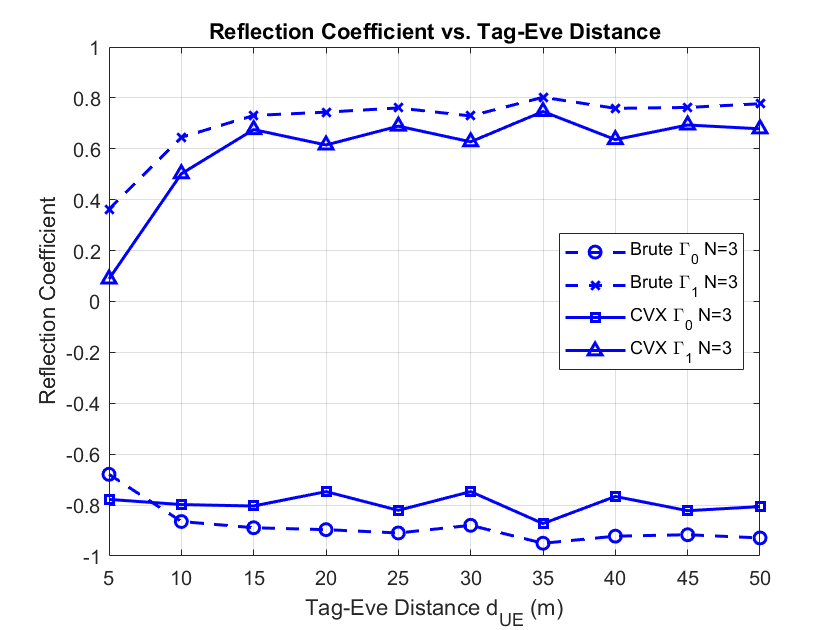 Reflection Coefficient vs. Tag-Eve Distance
Reflection Coefficient
1
0.8
0.6
0.4
0.2
0
-0.2
-0.4
-0.6
-0.8
-1
Brute Γ0 N=3
Brute Γ1 N=3
CVX Γ0 N=3
CVX Γ1 N=3
5 10 15 20 25 30 35 40 45 50
Tag-Eve Distance dUE (m)